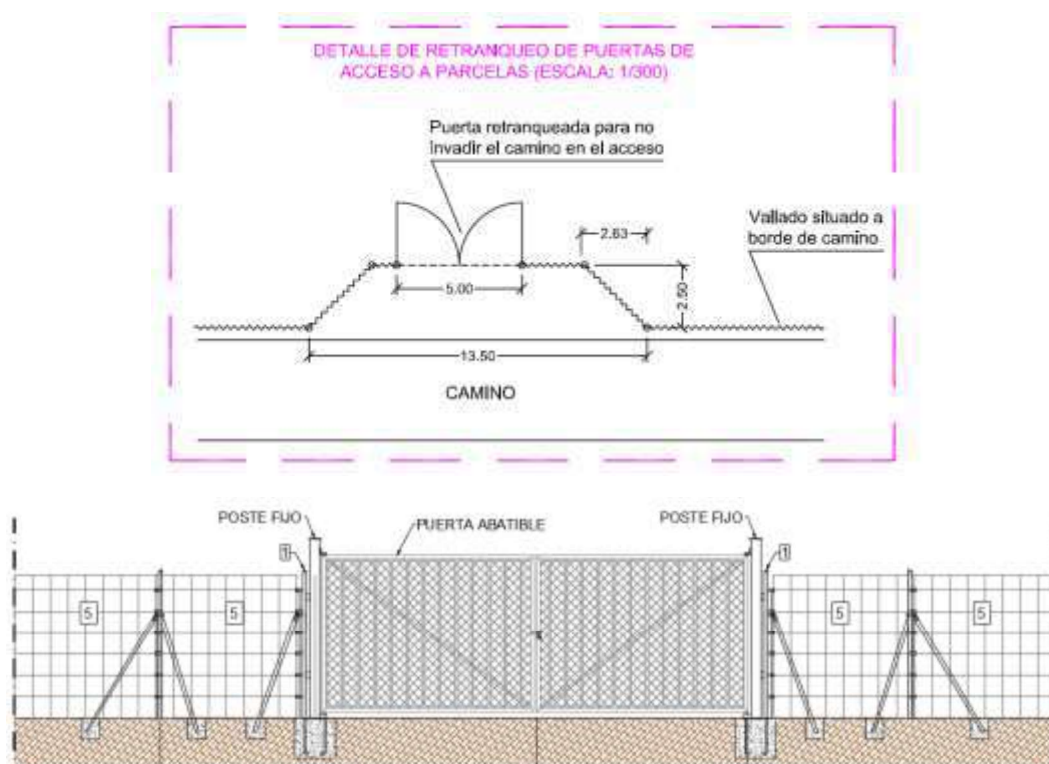 DETALLE DE RETRANQUEO DE PUERTAS DE
ACCESO A PARCELAS (ESCALA: 1/300)
Puerta retranqueada para no
invadir el camino en el acceso
Vallado situado a
borde de camino
2.63
5.00
2.50
13.50
CAMINO
POSTE FIJO
PUERTA ABATIBLE
POSTE FIJO
1
1
5
5
5
5